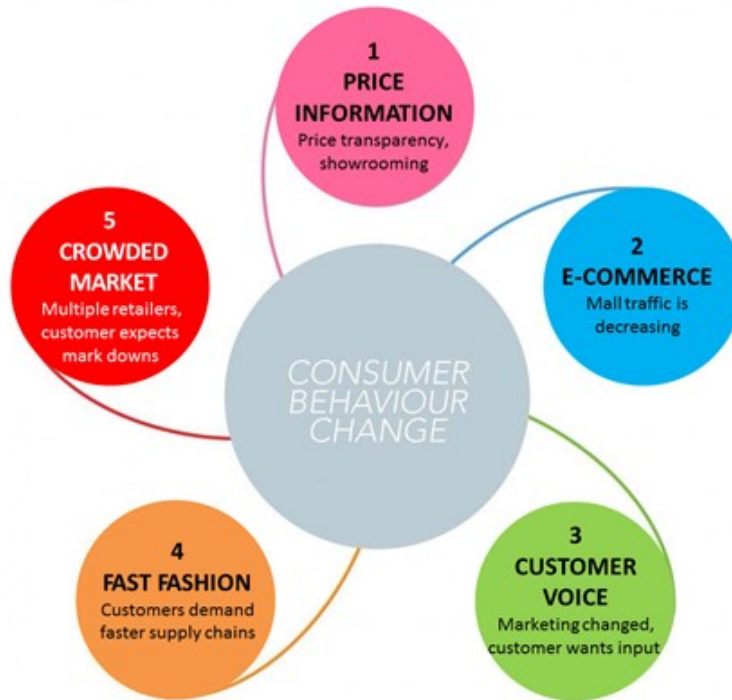 1
PRICE
INFORMATION
Price transparency,
showrooming
2
E-COMMERCE
Mall traffic is
decreasing
3
CUSTOMER
VOICE
Marketing changed,
customer wants input
4
FAST FASHION
Customers demand
faster supply chains
5
CROWDED
MARKET
Multiple retailers,
customer expects
mark downs
CONSUMER
BEHAVIOUR
CHANGE